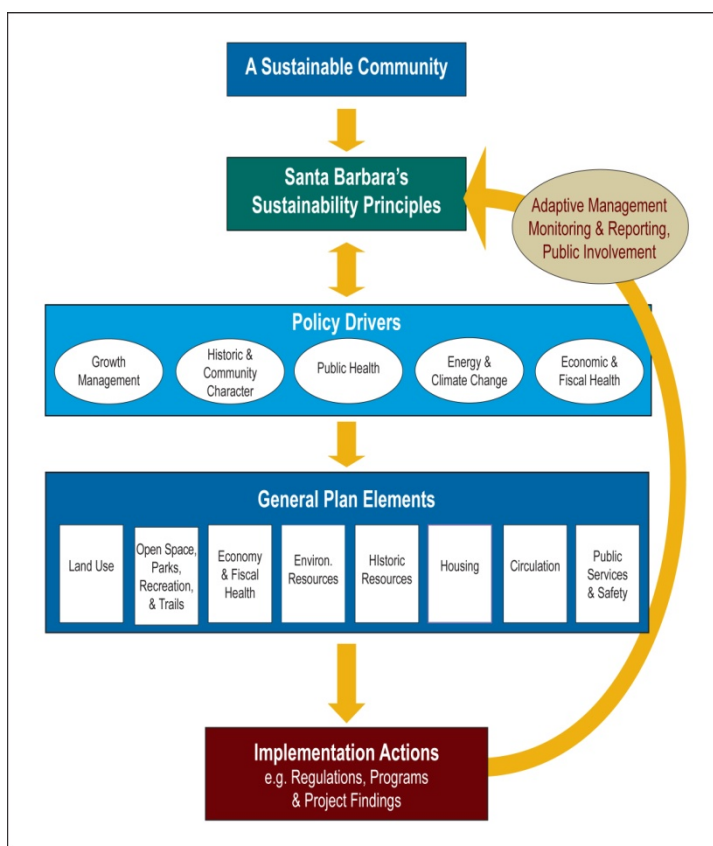 A Sustainable Community
Santa Barbara's
Sustainability Principles
Adaptive Management
Monitoring & Reporting,
Public Involvement
Policy Drivers
Growth
Management
Historic &
Community
Character
Public Health
Energy &
Climate Change
Economic &
Fiscal Health
General Plan Elements
Land Use
Open Space,
Parks,
Recreation,
& Trails
Economy
& Fiscal
Health
Environ.
Resources
HIstoric
Resources
Housing
Circulation
Public
Services
& Safety
Implementation Actions
e.g. Regulations, Programs
& Project Findings